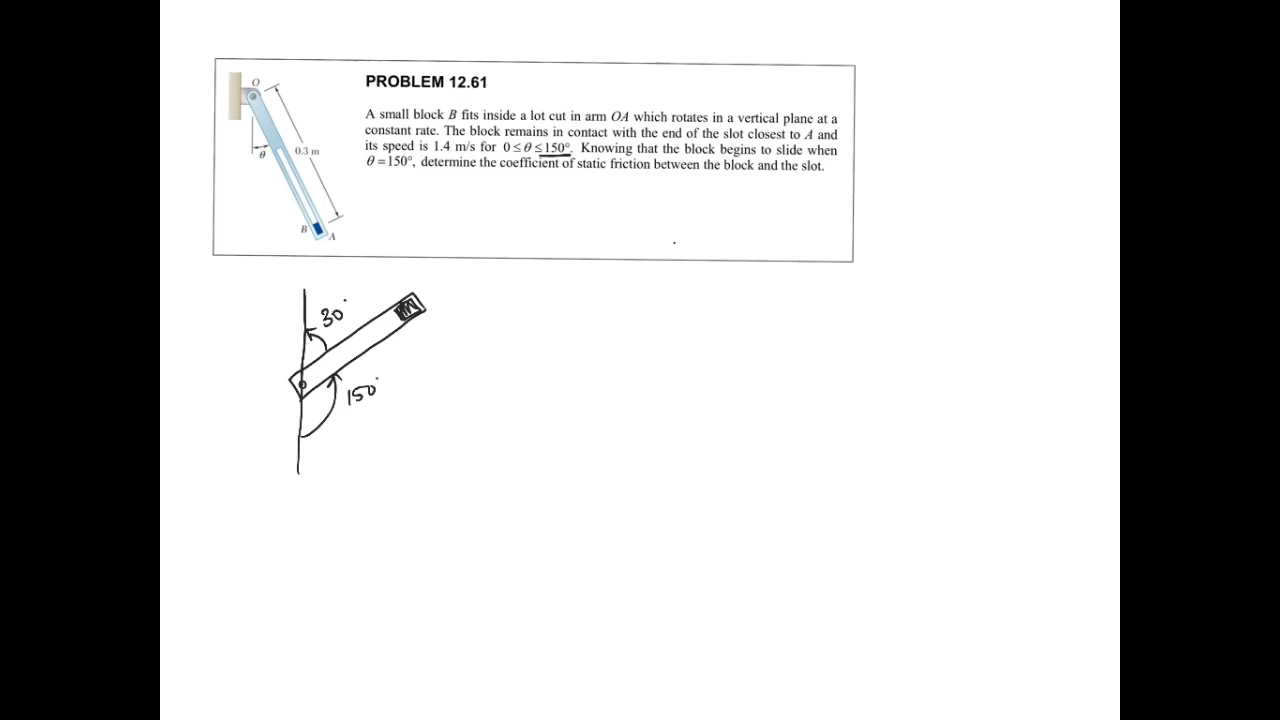 PROBLEM 12.61
A small block B fits inside a lot cut in arm OA which rotates in a vertical plane at a
constant rate. The block remains in contact with the end of the slot closest to A and
its speed is 1.4 m/s for 0 ≤ θ ≤ 150°. Knowing that the block begins to slide when
θ = 150°, determine the coefficient of static friction between the block and the slot.
O
θ
0.3 m
B
A
30°
150°